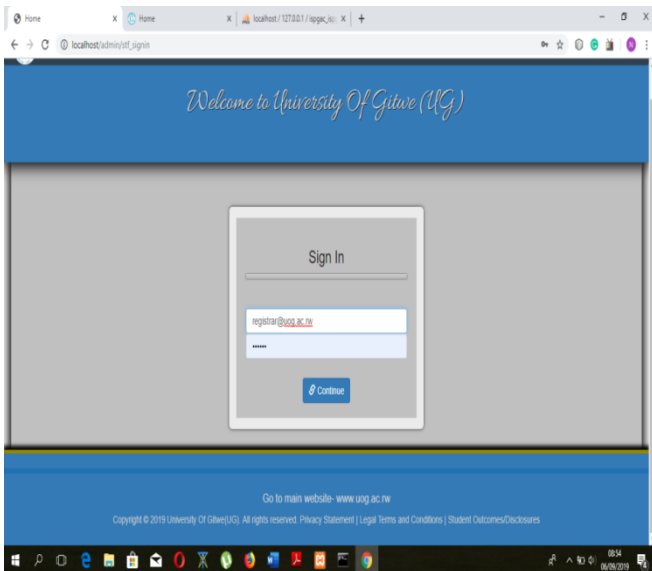 Home
Home
localhost / 127.0.0.1 / ispgac_isp
localhost/admin/stf_signin
Welcome to University Of Gitwe (UG)
Sign In
registrar@uog.ac.rw
••••••
Continue
Go to main website- www.uog.ac.rw
Copyright © 2019 University Of Gitwe(UG). All rights reserved. Privacy Statement | Legal Terms and Conditions | Student Outcomes/Disclosures
08:54
06/09/2019